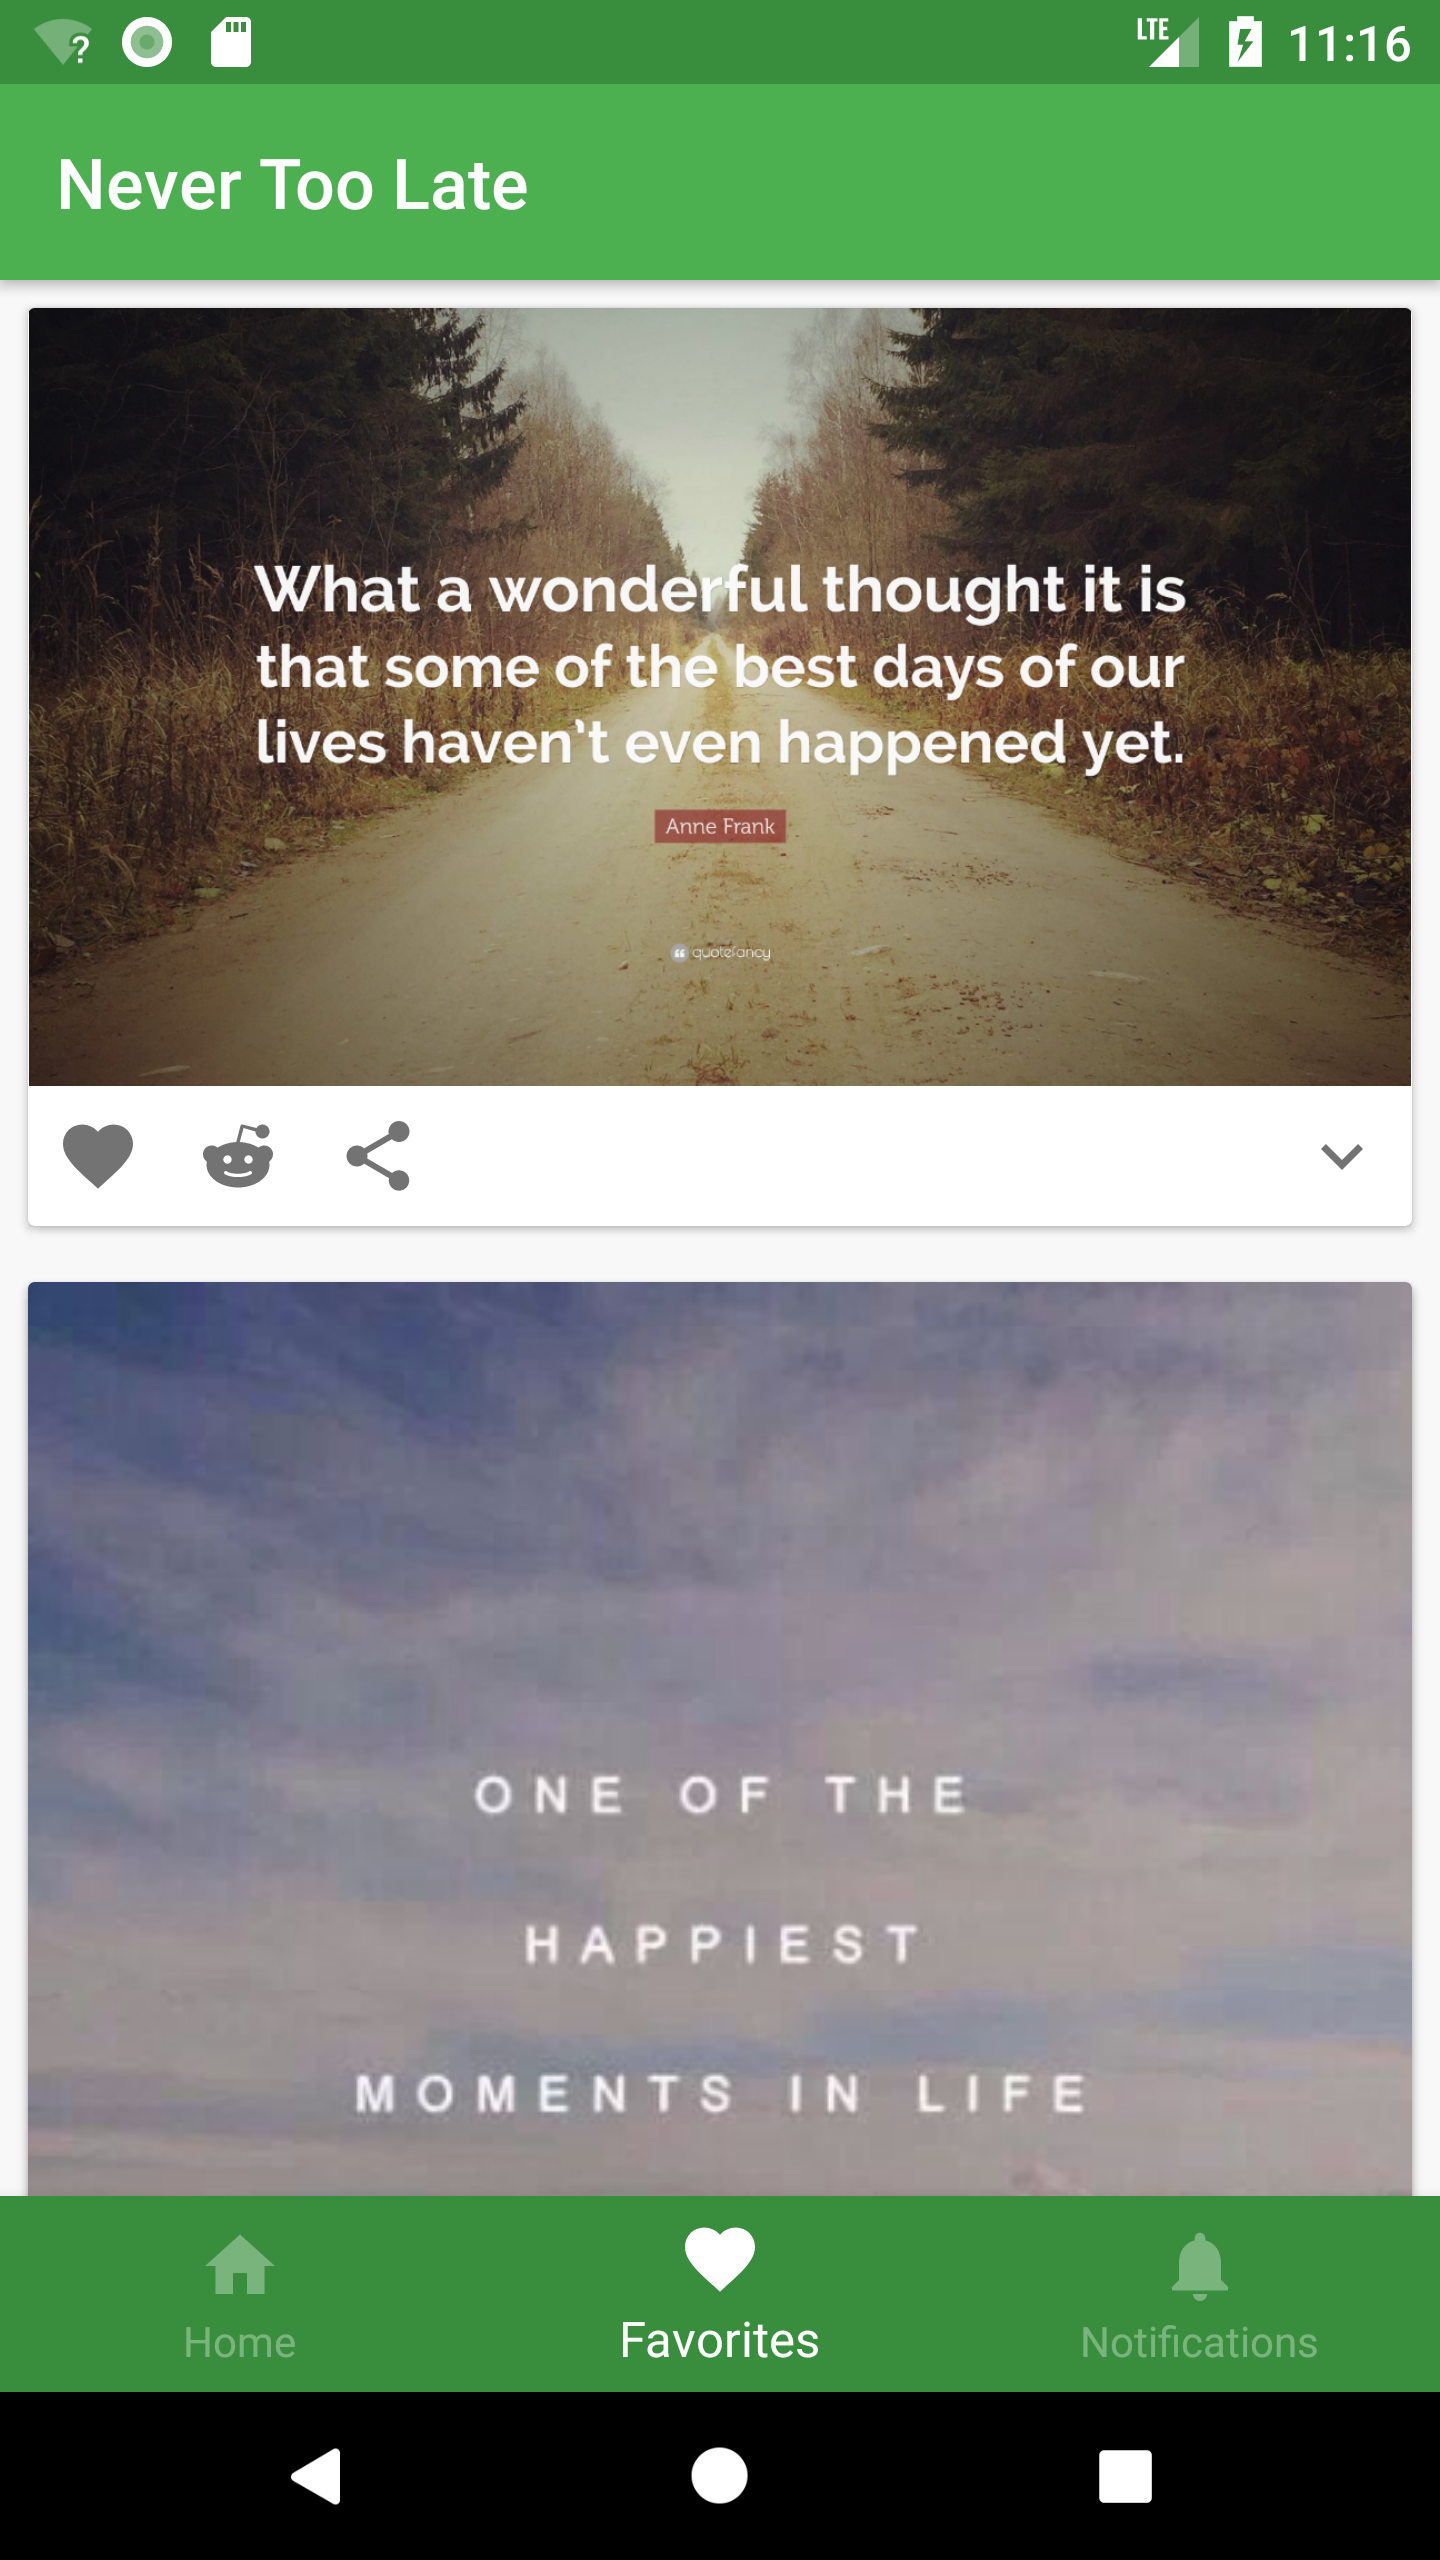 LTE
11:16
Never Too Late
What a wonderful thought it is
that some of the best days of our
lives haven't even happened yet.
Anne Frank
quotefancy
ONE OF THE
HAPPIEST
MOMENTS IN LIFE
Home
Favorites
Notifications